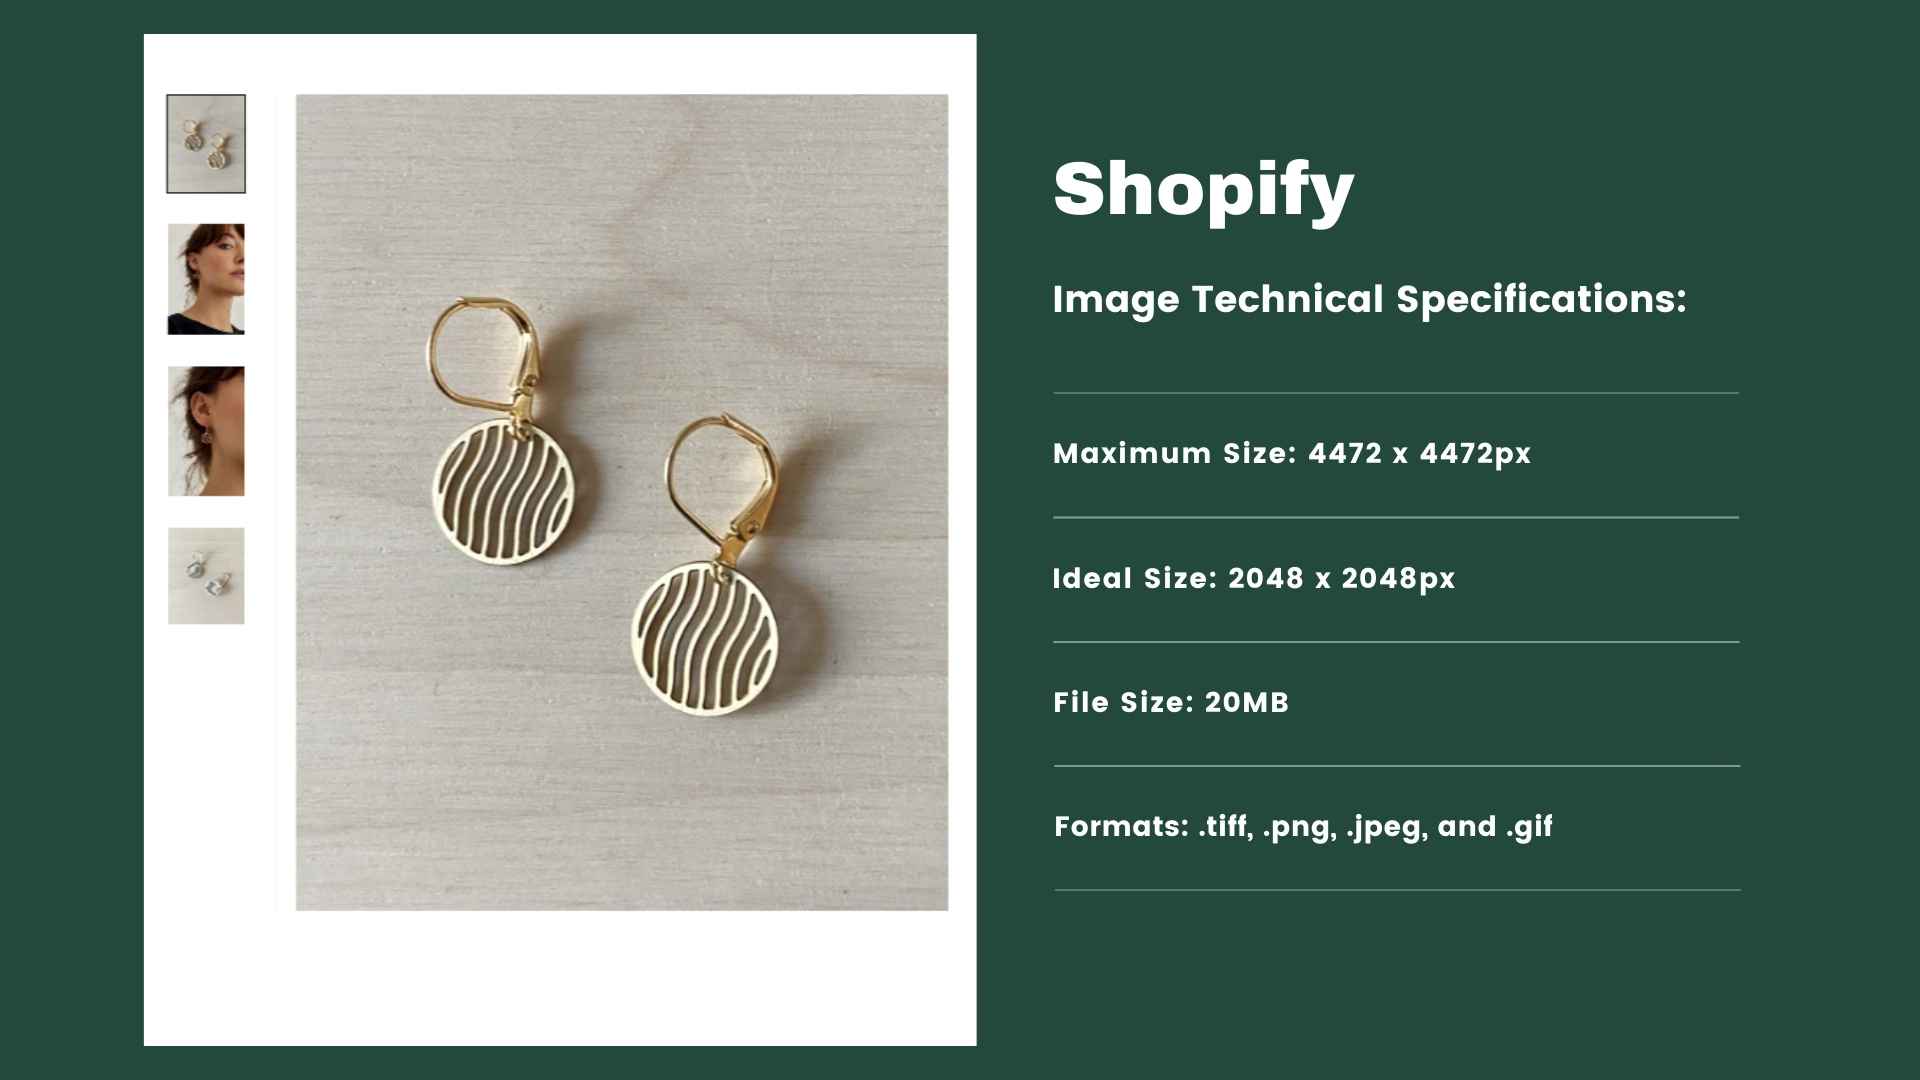 Shopify
Image Technical Specifications:
Maximum Size: 4472 x 4472px
Ideal Size: 2048 x 2048px
File Size: 20MB
Formats: .tiff, .png, .jpeg, and .gif